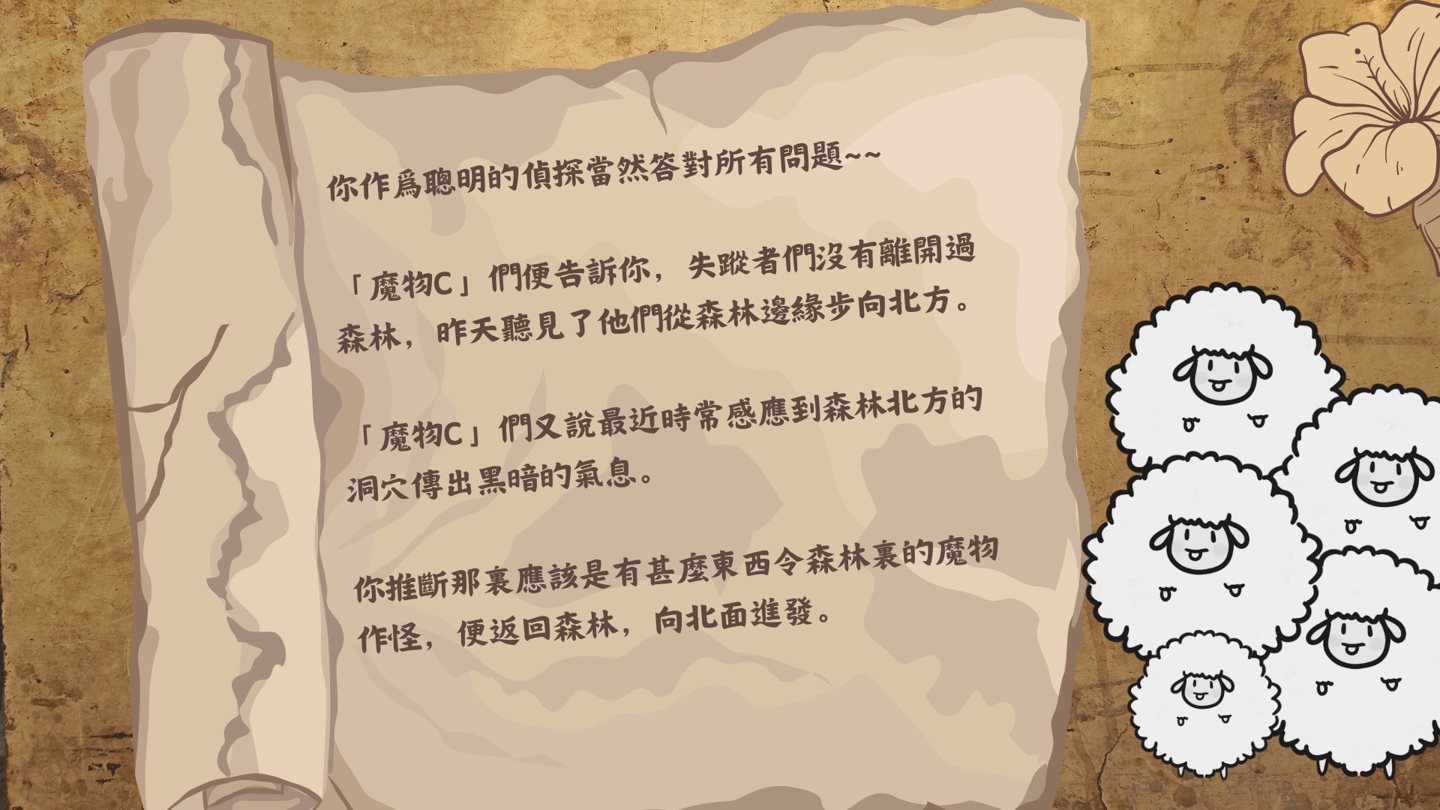 你作爲聰明的偵探當然答對所有問題~~
「魔物C」們便告訴你，失蹤者們沒有離開過
森林，昨天聽見了他們從森林邊緣步向北方。
「魔物C」們又說最近時常感應到森林北方的
洞穴傳出黑暗的氣息。
你推斷那裏應該是有甚麼東西令森林裏的魔物
作怪，便返回森林，向北面進發。